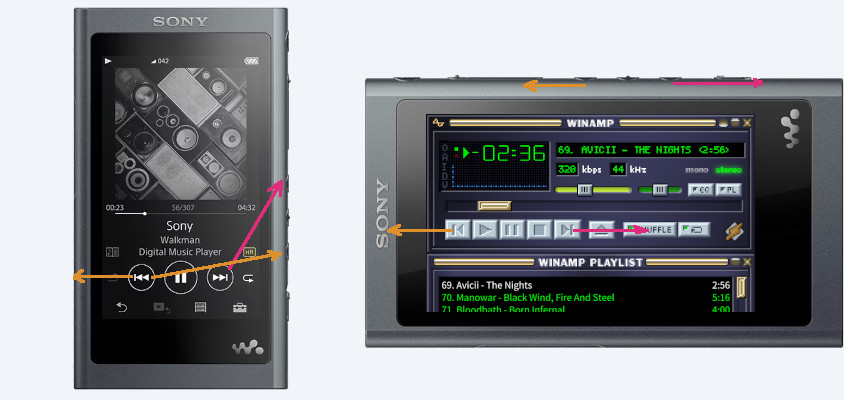 SONY
042
00:23 56/307 04:32
Sony
Walkman
Digital Music Player
HR
SONY
WINAMP
OAIDV
-02:36
69. AVICII - THE NIGHTS <2:56>
320 kbps 44 kHz mono stereo
EQ PL
SHUFFLE
WINAMP PLAYLIST
69. Avicii - The Nights 2:56
70. Manowar - Black Wind, Fire And Steel 5:16
71. Bloodbath - Born Infernal 4:00